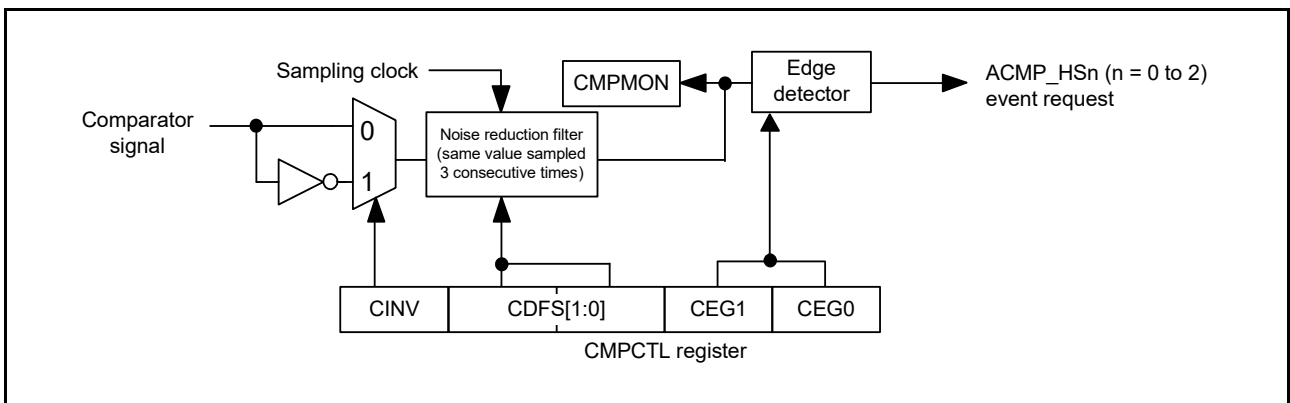 Sampling clock
CMPMON
Edge
detector
ACMP_HSn (n = 0 to 2)
event request
Comparator
signal
0
1
Noise reduction filter
(same value sampled
3 consecutive times)
CINV
CDFS[1:0]
CEG1
CEG0
CMPCTL register